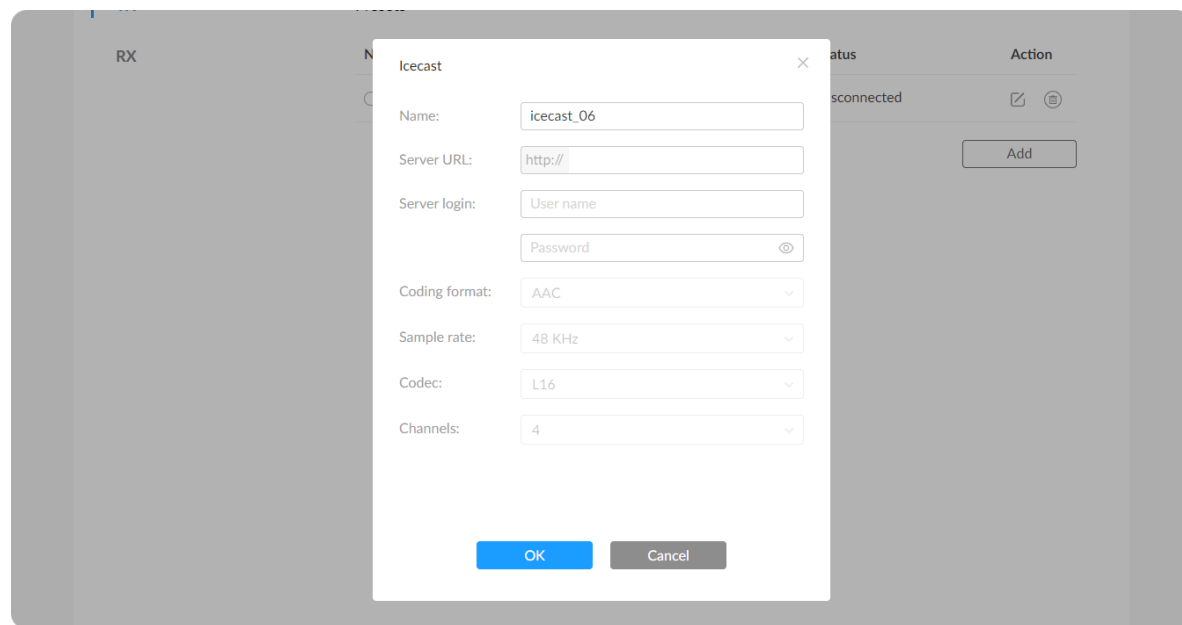 RX
Status
Action
Icecast
Name:
icecast_06
sconnected
Server URL:
http://
Add
Server login:
User name
Password
Coding format:
AAC
Sample rate:
48 KHz
Codec:
L16
Channels:
4
OK
Cancel